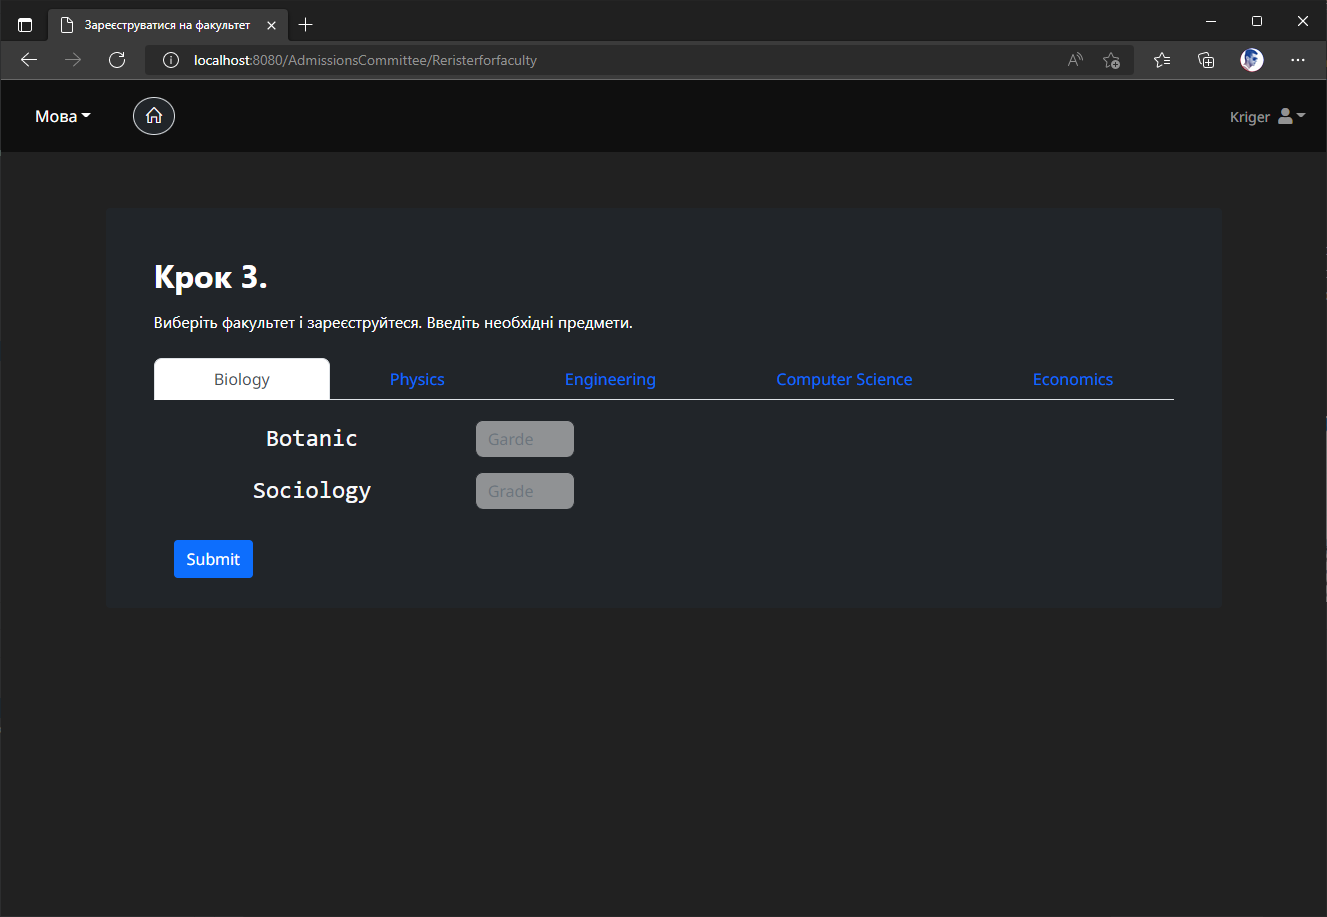 Зареєструватися на факультет
localhost:8080/AdmissionsCommittee/Reristerforfaculty
Мова
Kriger
Крок 3.
Виберіть факультет і зареєструйтеся. Введіть необхідні предмети.
Biology Physics Engineering Computer Science Economics
Botanic Garde
Sociology Grade
Submit